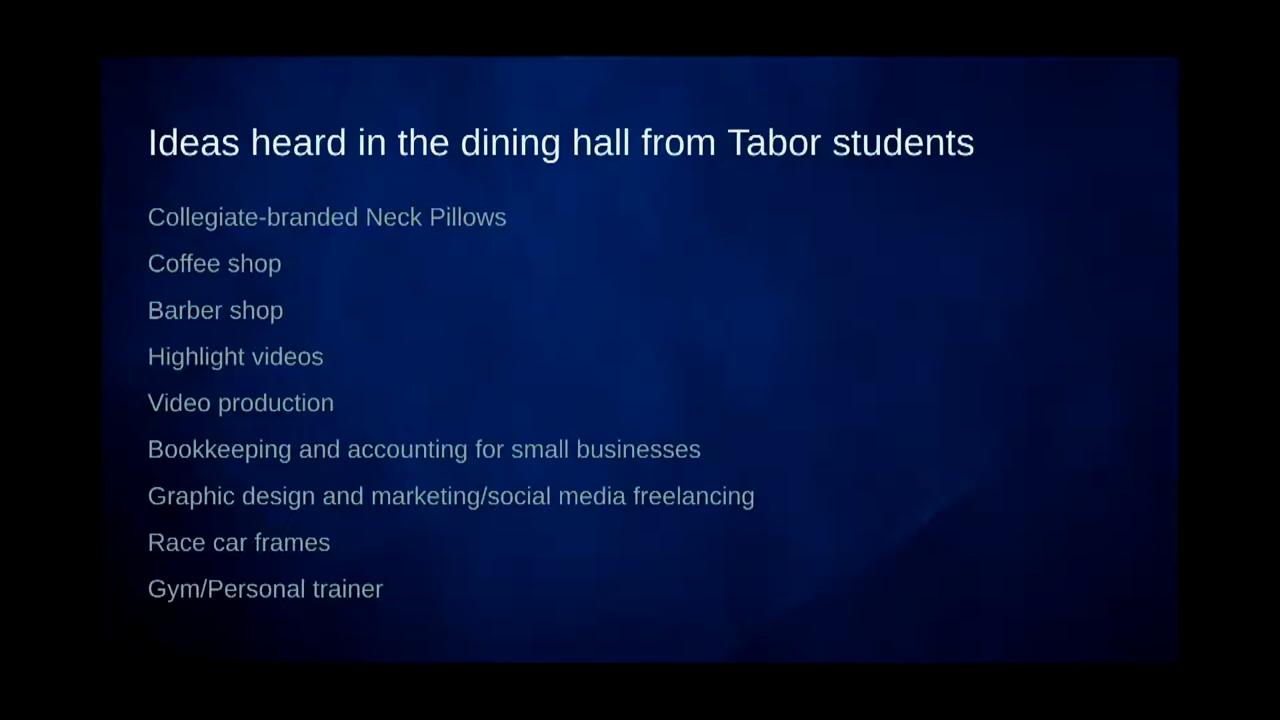 Ideas heard in the dining hall from Tabor students
Collegiate-branded Neck Pillows
Coffee shop
Barber shop
Highlight videos
Video production
Bookkeeping and accounting for small businesses
Graphic design and marketing/social media freelancing
Race car frames
Gym/Personal trainer